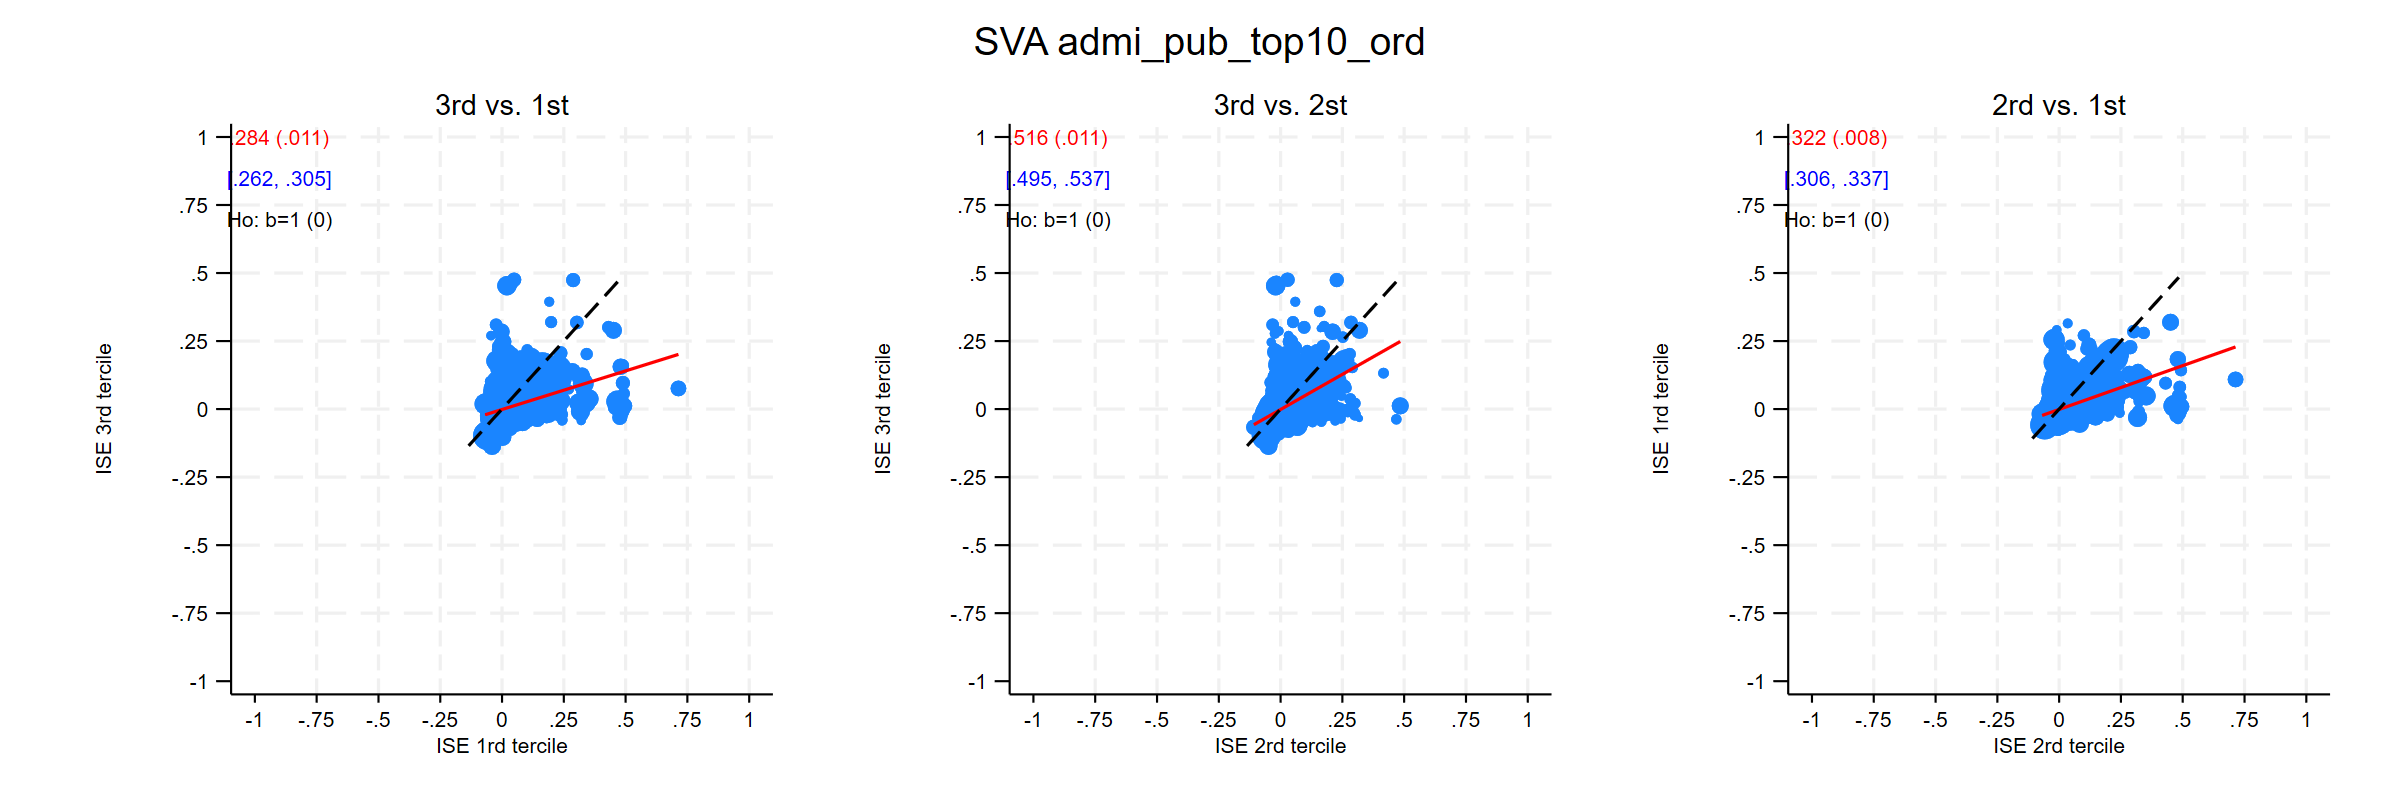 SVA admi_pub_top10_ord
3rd vs. 1st
.284 (.011)
[.262, .305]
Ho: b=1 (0)
1
.75
.5
.25
0
-.25
-.5
-.75
-1
ISE 3rd tercile
-1 -.75 -.5 -.25 0 .25 .5 .75 1
ISE 1rd tercile
3rd vs. 2st
.516 (.011)
[.495, .537]
Ho: b=1 (0)
1
.75
.5
.25
0
-.25
-.5
-.75
-1
ISE 3rd tercile
-1 -.75 -.5 -.25 0 .25 .5 .75 1
ISE 2rd tercile
2rd vs. 1st
.322 (.008)
[.306, .337]
Ho: b=1 (0)
1
.75
.5
.25
0
-.25
-.5
-.75
-1
ISE 1rd tercile
-1 -.75 -.5 -.25 0 .25 .5 .75 1
ISE 2rd tercile